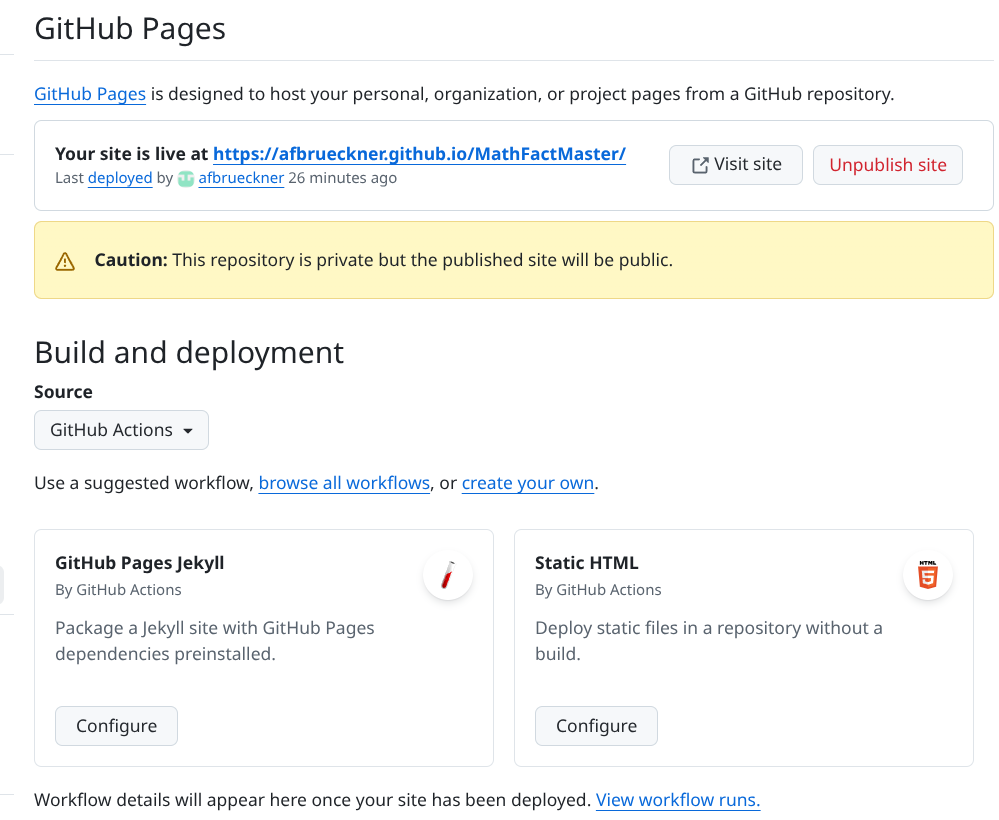 GitHub Pages
GitHub Pages is designed to host your personal, organization, or project pages from a GitHub repository.
Your site is live at https://afbrueckner.github.io/MathFactMaster/
Last deployed by afbrueckner 26 minutes ago
Visit site
Unpublish site
Caution: This repository is private but the published site will be public.
Build and deployment
Source
GitHub Actions
Use a suggested workflow, browse all workflows, or create your own.
GitHub Pages Jekyll
By GitHub Actions
Package a Jekyll site with GitHub Pages
dependencies preinstalled.
Configure
Static HTML
By GitHub Actions
HTML
5
Deploy static files in a repository without a
build.
Configure
Workflow details will appear here once your site has been deployed. View workflow runs.